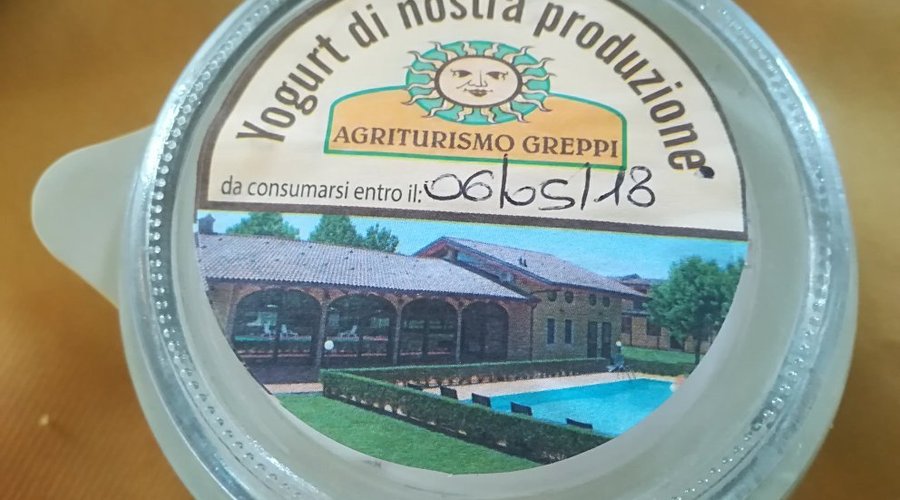 Yogurt di nostra produzione
AGRITURISMO GREPPI
da consumarsi entro il: 06/05/18